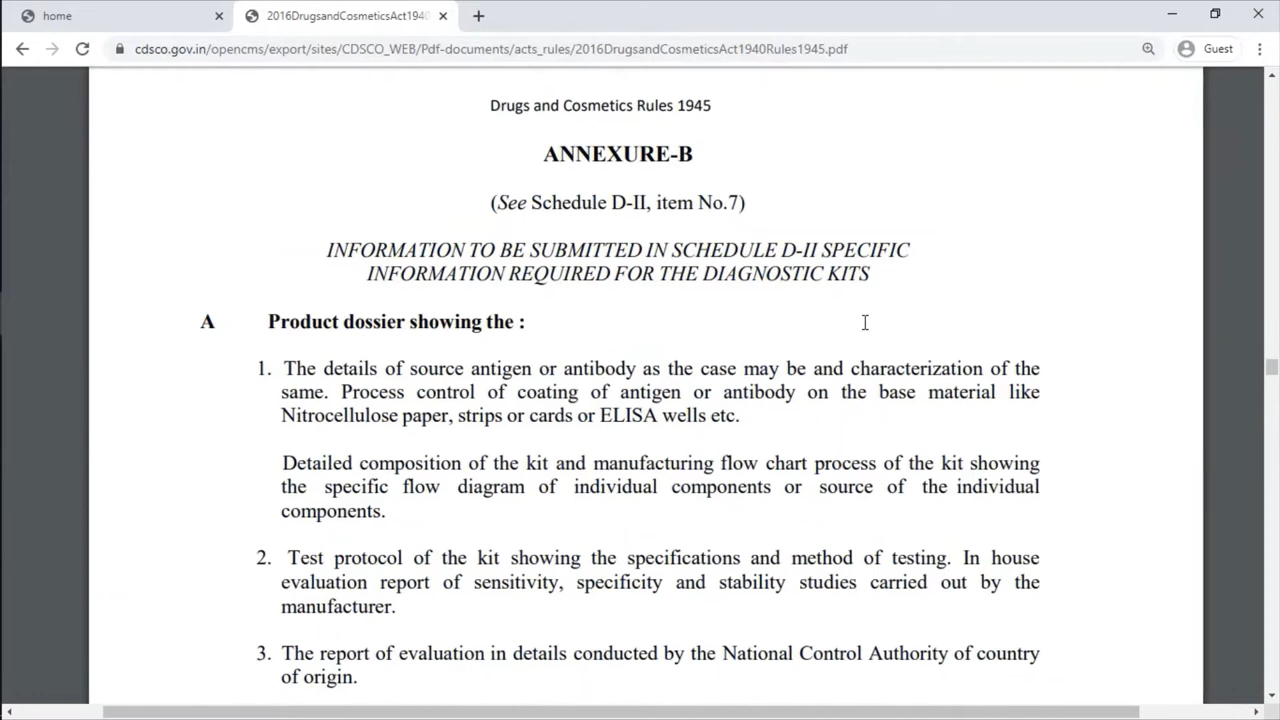 home
2016DrugsandCosmeticsAct1940
cdsco.gov.in/opencms/export/sites/CDSCO_WEB/Pdf-documents/acts_rules/2016DrugsandCosmeticsAct1940Rules1945.pdf
Guest
Drugs and Cosmetics Rules 1945
ANNEXURE-B
(See Schedule D-II, item No.7)
INFORMATION TO BE SUBMITTED IN SCHEDULE D-II SPECIFIC
INFORMATION REQUIRED FOR THE DIAGNOSTIC KITS
A Product dossier showing the :
1. The details of source antigen or antibody as the case may be and characterization of the
same. Process control of coating of antigen or antibody on the base material like
Nitrocellulose paper, strips or cards or ELISA wells etc.
Detailed composition of the kit and manufacturing flow chart process of the kit showing
the specific flow diagram of individual components or source of the individual
components.
2. Test protocol of the kit showing the specifications and method of testing. In house
evaluation report of sensitivity, specificity and stability studies carried out by the
manufacturer.
3. The report of evaluation in details conducted by the National Control Authority of country
of origin.